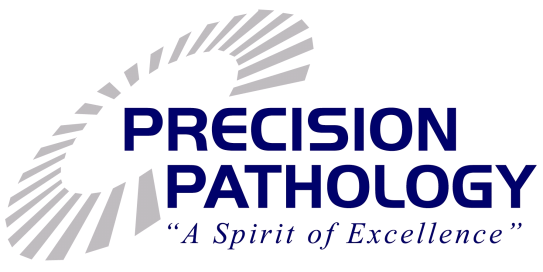 PRECISION
PATHOLOGY
“A Spirit of Excellence”